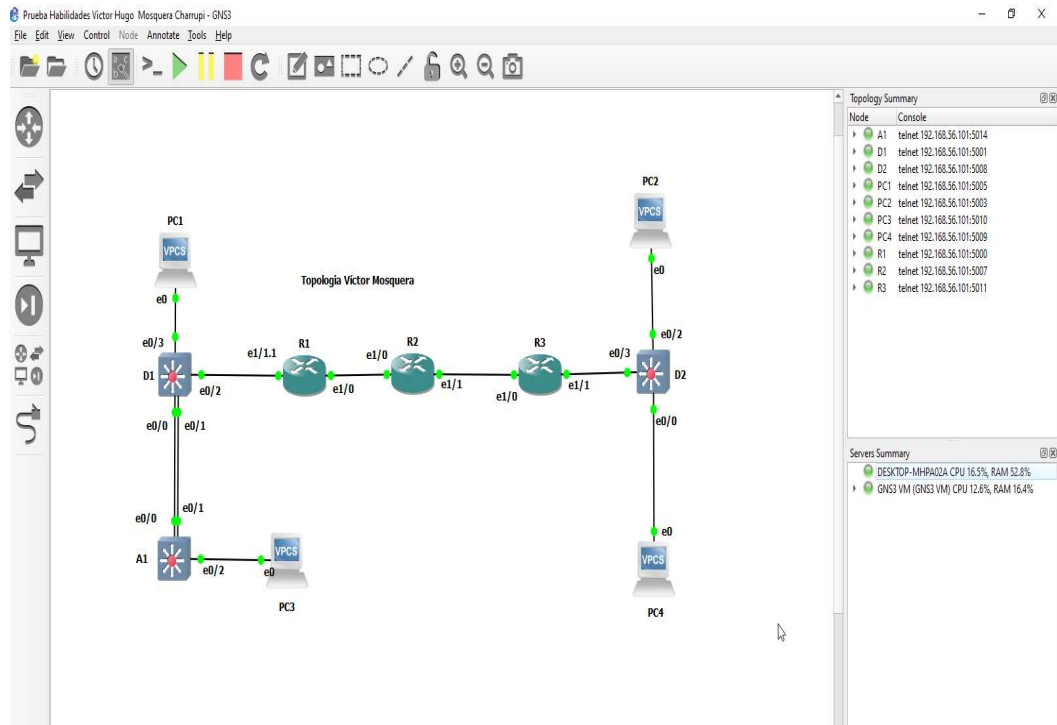 Prueba Habilidades Victor Hugo Mosquera Charrupi - GNS3
File Edit View Control Node Annotate Tools Help
Topology Summary
Node Console
A1 telnet 192.168.56.101:5014
D1 telnet 192.168.56.101:5001
D2 telnet 192.168.56.101:5008
PC1 telnet 192.168.56.101:5005
PC2 telnet 192.168.56.101:5003
PC3 telnet 192.168.56.101:5010
PC4 telnet 192.168.56.101:5009
R1 telnet 192.168.56.101:5000
R2 telnet 192.168.56.101:5007
R3 telnet 192.168.56.101:5011
PC2
VPCS
e0
PC1
VPCS
e0
Topologia Víctor Mosquera
e0/3
D1
e0/2
e1/1.1
R1
e1/0
e1/0
R2
e1/1
e1/0
R3
e1/1
e0/3
e0/2
D2
e0/0
e0/0
e0/1
e0/0
e0/1
A1
e0/2
e0
VPCS
PC3
e0
VPCS
PC4
Servers Summary
DESKTOP-MHPA02A CPU 16.5%, RAM 52.8%
GNS3 VM (GNS3 VM) CPU 12.6%, RAM 16.4%